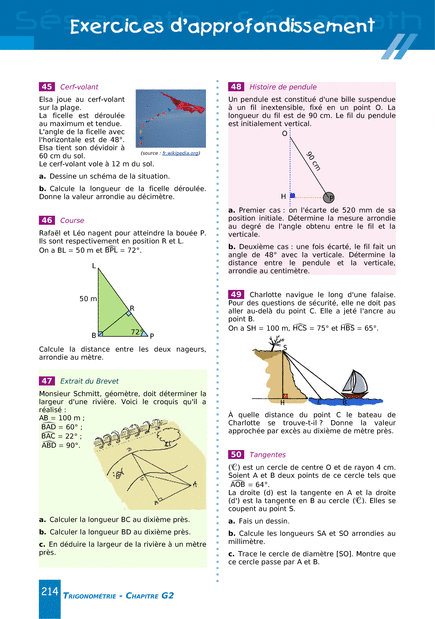 Exercices d'approfondissement
45 Cerf-volant
Elsa joue au cerf-volant
sur la plage.
La ficelle est déroulée
au maximum et tendue.
L'angle de la ficelle avec
l'horizontale est de 48°.
Elsa tient son dévidoir à
60 cm du sol.
(source : fr.wikipedia.org)
Le cerf-volant vole à 12 m du sol.
a. Dessine un schéma de la situation.
b. Calcule la longueur de la ficelle déroulée.
Donne la valeur arrondie au décimètre.
46 Course
Rafaël et Léo nagent pour atteindre la bouée P.
Ils sont respectivement en position R et L.
On a BL = 50 m et BPL = 72°.
L
50 m
R
B
72°
P
Calcule la distance entre les deux nageurs,
arrondie au mètre.
47 Extrait du Brevet
Monsieur Schmitt, géomètre, doit déterminer la
largeur d'une rivière. Voici le croquis qu'il a
réalisé :
AB = 100 m ;
BAD = 60° ;
BAC = 22° ;
ABD = 90°.
a. Calculer la longueur BC au dixième près.
b. Calculer la longueur BD au dixième près.
c. En déduire la largeur de la rivière à un mètre
près.
48 Histoire de pendule
Un pendule est constitué d'une bille suspendue
à un fil inextensible, fixé en un point O. La
longueur du fil est de 90 cm. Le fil du pendule
est initialement vertical.
O
90 cm
H
P
a. Premier cas : on l'écarte de 520 mm de sa
position initiale. Détermine la mesure arrondie
au degré de l'angle obtenu entre le fil et la
verticale.
b. Deuxième cas : une fois écarté, le fil fait un
angle de 48° avec la verticale. Détermine la
distance entre le pendule et la verticale,
arrondie au centimètre.
49 Charlotte navigue le long d'une falaise.
Pour des questions de sécurité, elle ne doit pas
aller au-delà du point C. Elle a jeté l'ancre au
point B.
On a SH = 100 m, HCS = 75° et HBS = 65°.
S
H
À quelle distance du point C le bateau de
Charlotte se trouve-t-il ? Donne la valeur
approchée par excès au dixième de mètre près.
50 Tangentes
(C) est un cercle de centre O et de rayon 4 cm.
Soient A et B deux points de ce cercle tels que
AOB = 64°.
La droite (d) est la tangente en A et la droite
(d') est la tangente en B au cercle (C). Elles se
coupent au point S.
a. Fais un dessin.
b. Calcule les longueurs SA et SO arrondies au
millimètre.
c. Trace le cercle de diamètre [SO]. Montre que
ce cercle passe par A et B.
214 Trigonométrie - Chapitre G2